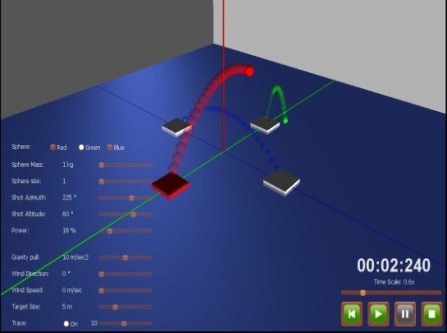 Sphere: Red Green Blue
Sphere Mass: 1 kg
Sphere size: 1
Shot Azimuth: 225 °
Shot Altitude: 60 °
Power: 18 %
Gravity pull: 10 m/sec2
Wind Direction: 0 °
Wind Speed: 0 m/sec
Target Size: 5 m
Trace: On 10
00:02:240
Time Scale: 0.6x